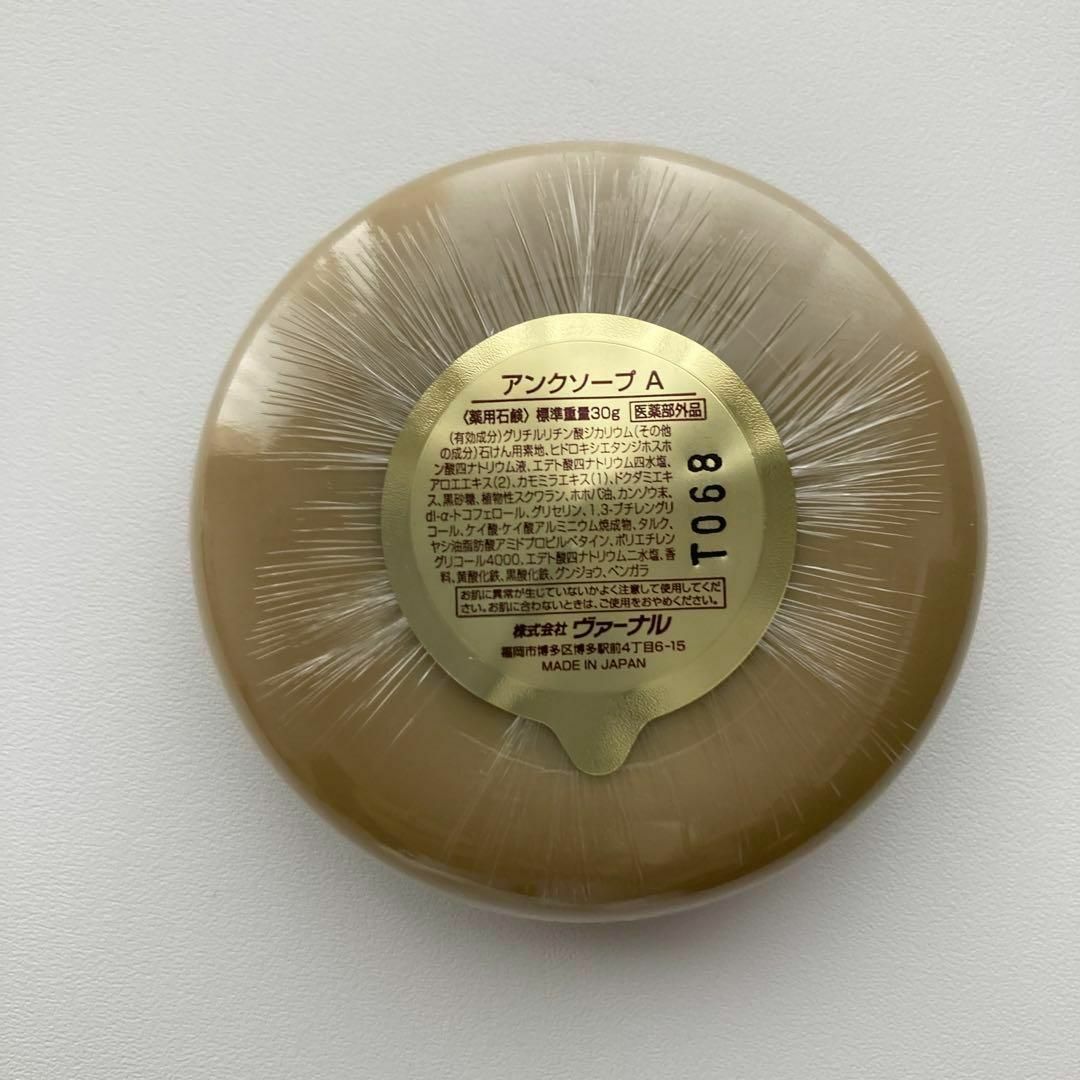 アンクソープ A
〈薬用石鹸〉標準重量30g 医薬部外品
(有効成分)グリチルリチン酸ジカリウム(その他
の成分)石けん用素地、ヒドロキシエタンジホスホ
ン酸四ナトリウム液、エデト酸四ナトリウム四水塩、
アロエエキス(2)、カモミラエキス(1)、ドクダミエキ
ス、黒砂糖、植物性スクワラン、ホホバ油、カンゾウ末、
dl-α-トコフェロール、グリセリン、1,3-ブチレングリ
コール、ケイ酸・ケイ酸アルミニウム焼成物、タルク、
ヤシ油脂肪酸アミドプロピルベタイン、ポリエチレン
グリコール4000、エデト酸四ナトリウム二水塩、香
料、黄酸化鉄、黒酸化鉄、グンジョウ、ベンガラ
お肌に異常が生じていないかよく注意して使用してくだ
さい。お肌に合わないときは、ご使用をおやめください。
株式会社 ヴァーナル
福岡市博多区博多駅前4丁目6-15
MADE IN JAPAN
T068